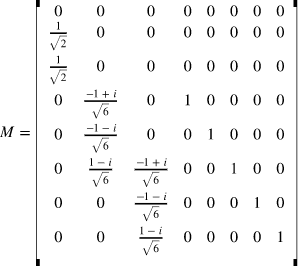 0 0 0 0 0 0 0 0
1/√2 0 0 0 0 0 0 0
1/√2 0 0 0 0 0 0 0
0 (−1 + i)/√6 0 1 0 0 0 0
M = 0 (−1 − i)/√6 0 0 1 0 0 0
0 (1 − i)/√6 (−1 + i)/√6 0 0 1 0 0
0 0 (−1 − i)/√6 0 0 0 1 0
0 0 (1 − i)/√6 0 0 0 0 1